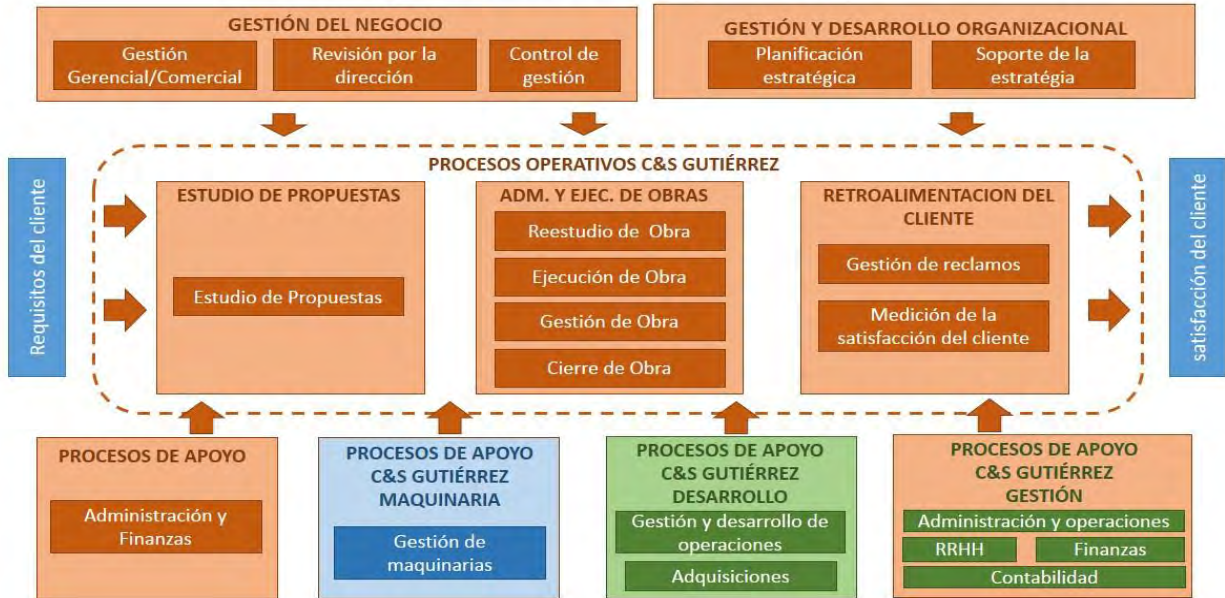 GESTIÓN DEL NEGOCIO
Gestión
Gerencial/Comercial
Revisión por la
dirección
Control de
gestión
GESTIÓN Y DESARROLLO ORGANIZACIONAL
Planificación
estratégica
Soporte de la
estratégia
Requisitos del cliente
PROCESOS OPERATIVOS C&S GUTIÉRREZ
ESTUDIO DE PROPUESTAS
Estudio de Propuestas
ADM. Y EJEC. DE OBRAS
Reestudio de Obra
Ejecución de Obra
Gestión de Obra
Cierre de Obra
RETROALIMENTACION DEL
CLIENTE
Gestión de reclamos
Medición de la
satisfacción del cliente
satisfacción del cliente
PROCESOS DE APOYO
Administración y
Finanzas
PROCESOS DE APOYO
C&S GUTIÉRREZ
MAQUINARIA
Gestión de
maquinarias
PROCESOS DE APOYO
C&S GUTIÉRREZ
DESARROLLO
Gestión y desarrollo de
operaciones
Adquisiciones
PROCESOS DE APOYO
C&S GUTIÉRREZ
GESTIÓN
Administración y operaciones
RRHH
Finanzas
Contabilidad